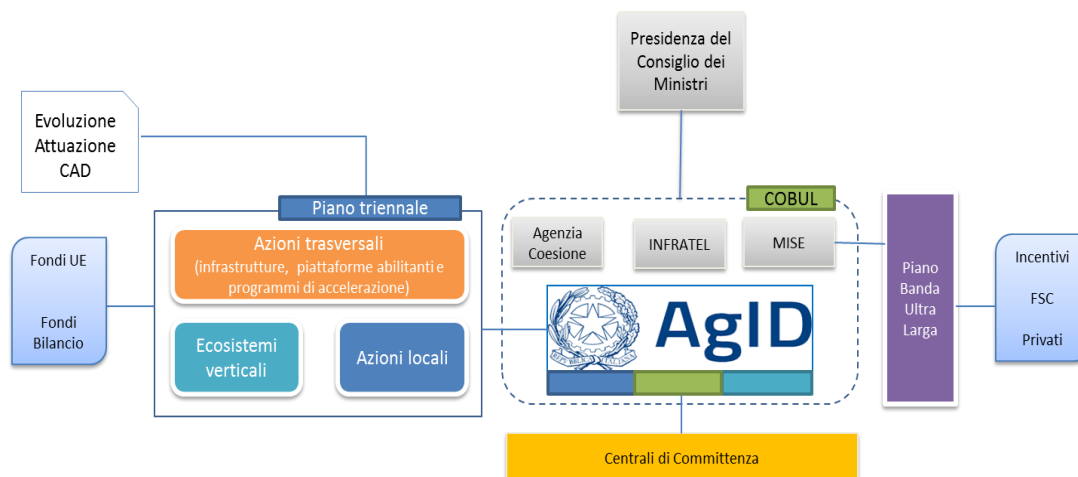 Presidenza del
Consiglio dei
Ministri
Evoluzione
Attuazione
CAD
Piano triennale
COBUL
Azioni trasversali
(infrastrutture, piattaforme abilitanti e
programmi di accelerazione)
Ecosistemi
verticali
Azioni locali
Fondi UE
Fondi
Bilancio
Agenzia
Coesione
INFRATEL
MISE
AgID
REPVBBLICA ITALIANA
Piano
Banda
Ultra
Larga
Incentivi
FSC
Privati
Centrali di Committenza